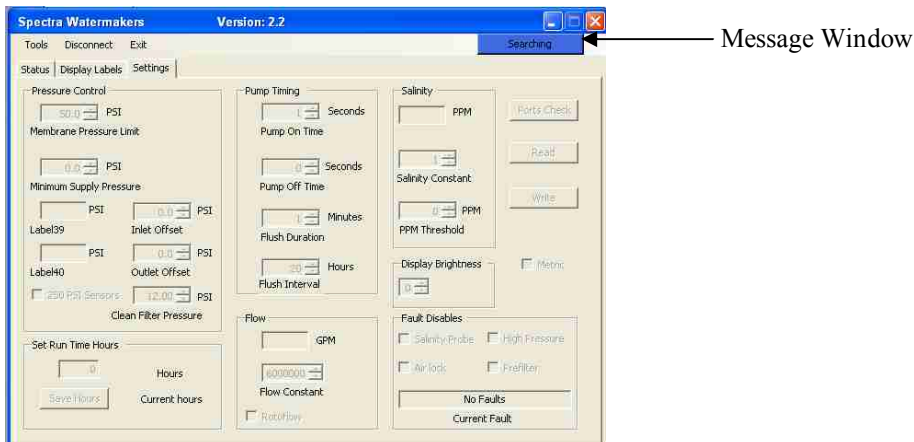 Spectra Watermakers Version: 2.2
Tools Disconnect Exit
Searching
Message Window
Status Display Labels Settings
Pressure Control
50.0 PSI
Membrane Pressure Limit
0.0 PSI
Minimum Supply Pressure
PSI 0.0 PSI
Label39 Inlet Offset
PSI 0.0 PSI
Label40 Outlet Offset
250 PSI Sensors 12.00 PSI
Clean Filter Pressure
Set Run Time Hours
0 Hours
Save Hours Current hours
Pump Timing
1 Seconds
Pump On Time
0 Seconds
Pump Off Time
1 Minutes
Flush Duration
20 Hours
Flush Interval
Flow
GPM
6000000
Flow Constant
Rotoflow
Salinity
PPM
1
Salinity Constant
0 PPM
PPM Threshold
Display Brightness
0
Fault Disables
Salinity Probe High Pressure
Air lock Prefilter
No Faults
Current Fault
Ports Check
Read
Write
Metric